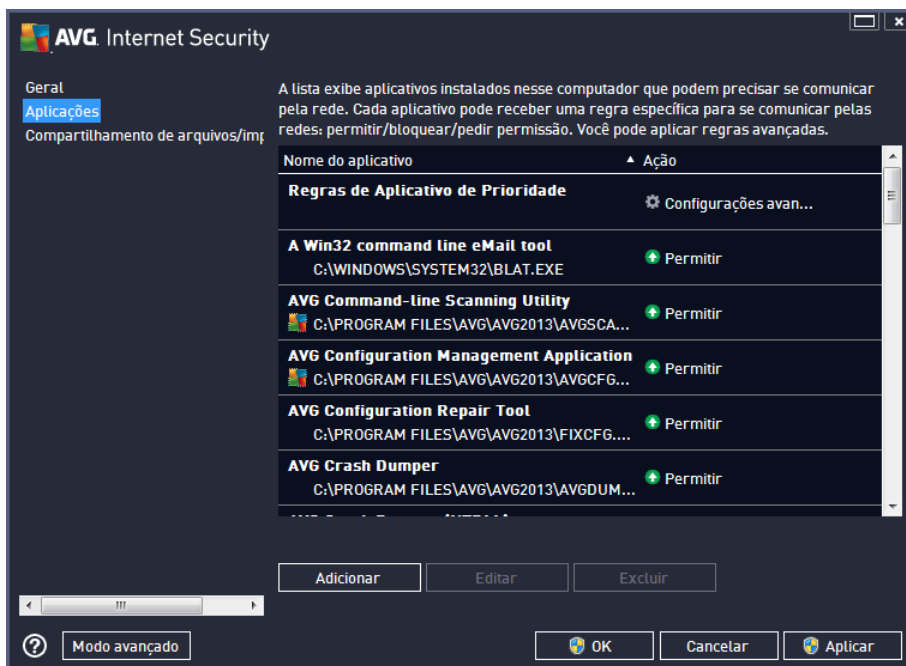 AVG. Internet Security
Geral
Aplicações
Compartilhamento de arquivos/imp
A lista exibe aplicativos instalados nesse computador que podem precisar se comunicar
pela rede. Cada aplicativo pode receber uma regra específica para se comunicar pelas
redes: permitir/bloquear/pedir permissão. Você pode aplicar regras avançadas.
Nome do aplicativo Ação
Regras de Aplicativo de Prioridade
Configurações avan...
A Win32 command line eMail tool
C:\WINDOWS\SYSTEM32\BLAT.EXE
Permitir
AVG Command-line Scanning Utility
C:\PROGRAM FILES\AVG\AVG2013\AVGSCA...
Permitir
AVG Configuration Management Application
C:\PROGRAM FILES\AVG\AVG2013\AVGCFG...
Permitir
AVG Configuration Repair Tool
C:\PROGRAM FILES\AVG\AVG2013\FIXCFG....
Permitir
AVG Crash Dumper
C:\PROGRAM FILES\AVG\AVG2013\AVGDUM...
Permitir
Adicionar Editar Excluir
Modo avançado OK Cancelar Aplicar